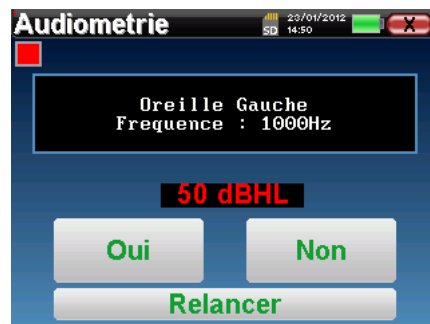 Audiometrie
SD
23/01/2012
14:50
X
Oreille Gauche
Frequence : 1000Hz
50 dBHL
Oui
Non
Relancer